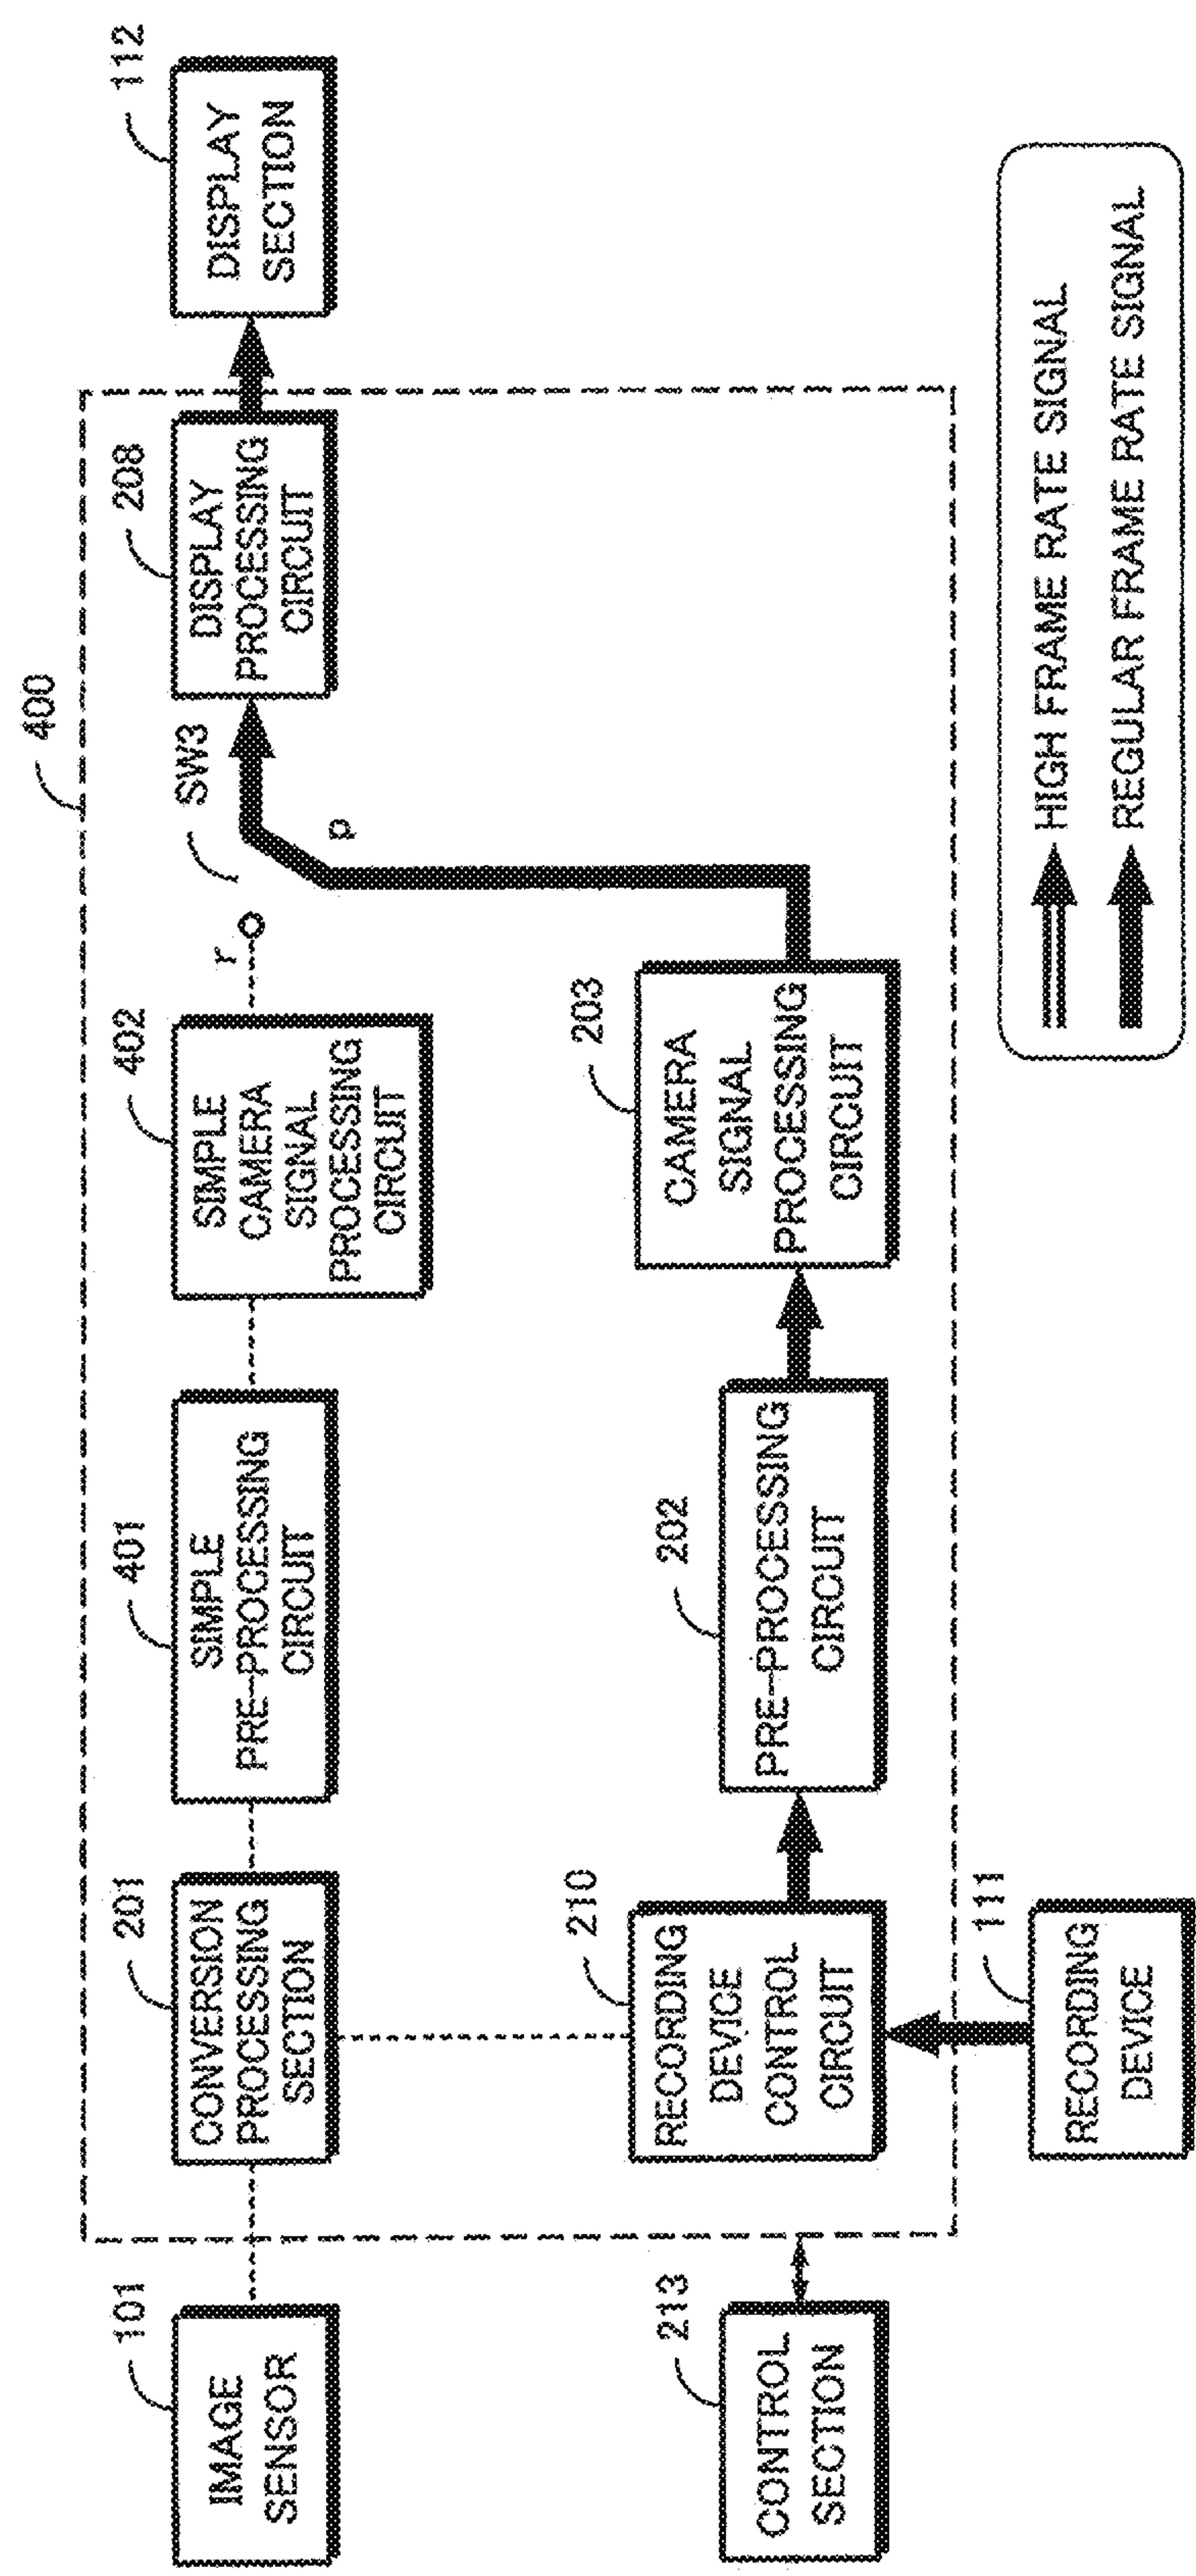 400
101
IMAGE
SENSOR
201
CONVERSION
PROCESSING
SECTION
401
SIMPLE
PRE-PROCESSING
CIRCUIT
402
SIMPLE
CAMERA
SIGNAL
PROCESSING
CIRCUIT
r
SW3
p
208
DISPLAY
PROCESSING
CIRCUIT
112
DISPLAY
SECTION
213
CONTROL
SECTION
210
RECORDING
DEVICE
CONTROL
CIRCUIT
202
PRE-PROCESSING
CIRCUIT
203
CAMERA
SIGNAL
PROCESSING
CIRCUIT
111
RECORDING
DEVICE
HIGH FRAME RATE SIGNAL
REGULAR FRAME RATE SIGNAL